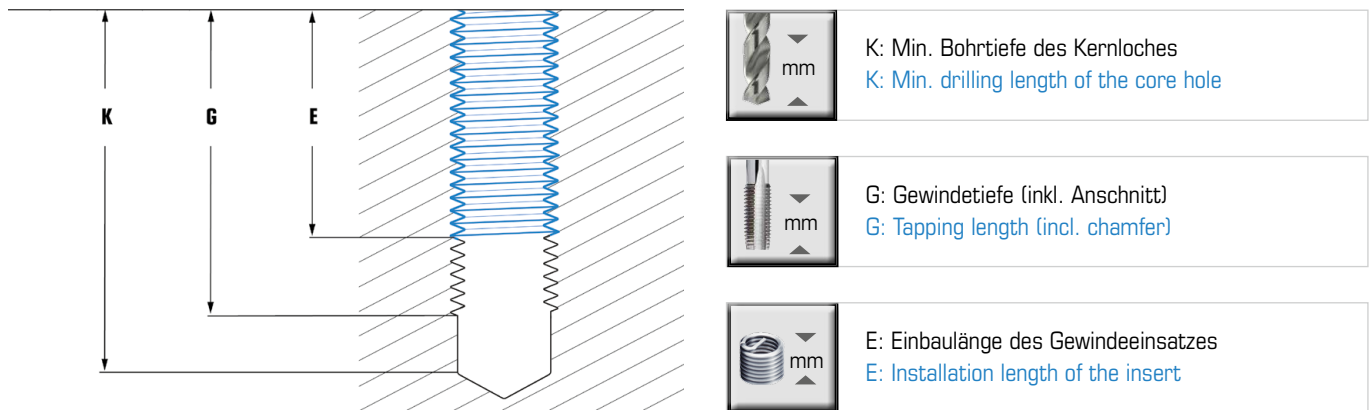 K
G
E
mm
K: Min. Bohrtiefe des Kernloches
K: Min. drilling length of the core hole
mm
G: Gewindetiefe (inkl. Anschnitt)
G: Tapping length (incl. chamfer)
mm
E: Einbaulänge des Gewindeeinsatzes
E: Installation length of the insert